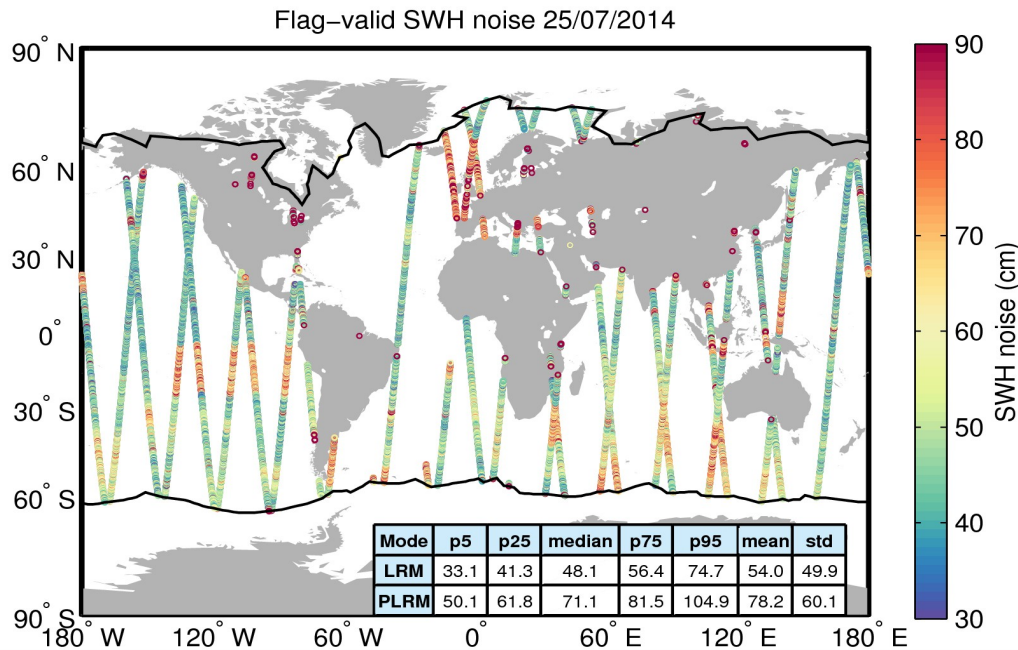 Flag−valid SWH noise 25/07/2014
90° N
60° N
30° N
0°
30° S
60° S
90° S
180° W
120° W
60° W
0°
60° E
120° E
180° E
90
80
70
60
50
40
30
SWH noise (cm)
Mode p5 p25 median p75 p95 mean std
LRM 33.1 41.3 48.1 56.4 74.7 54.0 49.9
PLRM 50.1 61.8 71.1 81.5 104.9 78.2 60.1